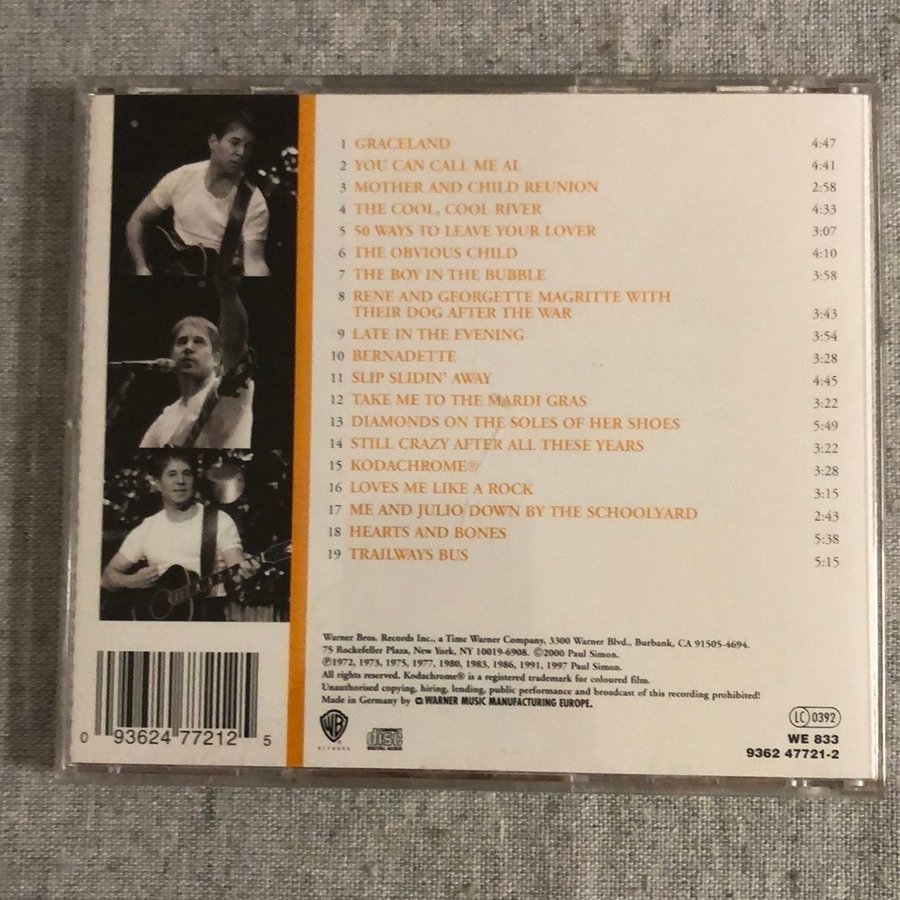 1 GRACELAND 4:47
2 YOU CAN CALL ME AL 4:41
3 MOTHER AND CHILD REUNION 2:58
4 THE COOL, COOL RIVER 4:33
5 50 WAYS TO LEAVE YOUR LOVER 3:07
6 THE OBVIOUS CHILD 4:10
7 THE BOY IN THE BUBBLE 3:58
8 RENE AND GEORGETTE MAGRITTE WITH
THEIR DOG AFTER THE WAR 3:43
9 LATE IN THE EVENING 3:54
10 BERNADETTE 3:28
11 SLIP SLIDIN' AWAY 4:45
12 TAKE ME TO THE MARDI GRAS 3:22
13 DIAMONDS ON THE SOLES OF HER SHOES 5:49
14 STILL CRAZY AFTER ALL THESE YEARS 3:22
15 KODACHROME® 3:28
16 LOVES ME LIKE A ROCK 3:15
17 ME AND JULIO DOWN BY THE SCHOOLYARD 2:43
18 HEARTS AND BONES 5:38
19 TRAILWAYS BUS 5:15
Warner Bros. Records Inc., a Time Warner Company, 3300 Warner Blvd., Burbank, CA 91505-4694.
75 Rockefeller Plaza, New York, NY 10019-6908. ©2000 Paul Simon.
℗1972, 1973, 1975, 1977, 1980, 1983, 1986, 1991, 1997 Paul Simon.
All rights reserved. Kodachrome® is a registered trademark for coloured film.
Unauthorised copying, hiring, lending, public performance and broadcast of this recording prohibited!
Made in Germany by WARNER MUSIC MANUFACTURING EUROPE.
0 93624 77212 5
WB
RECORDS
COMPACT
disc
DIGITAL AUDIO
LC 0392
WE 833
9362 47721-2